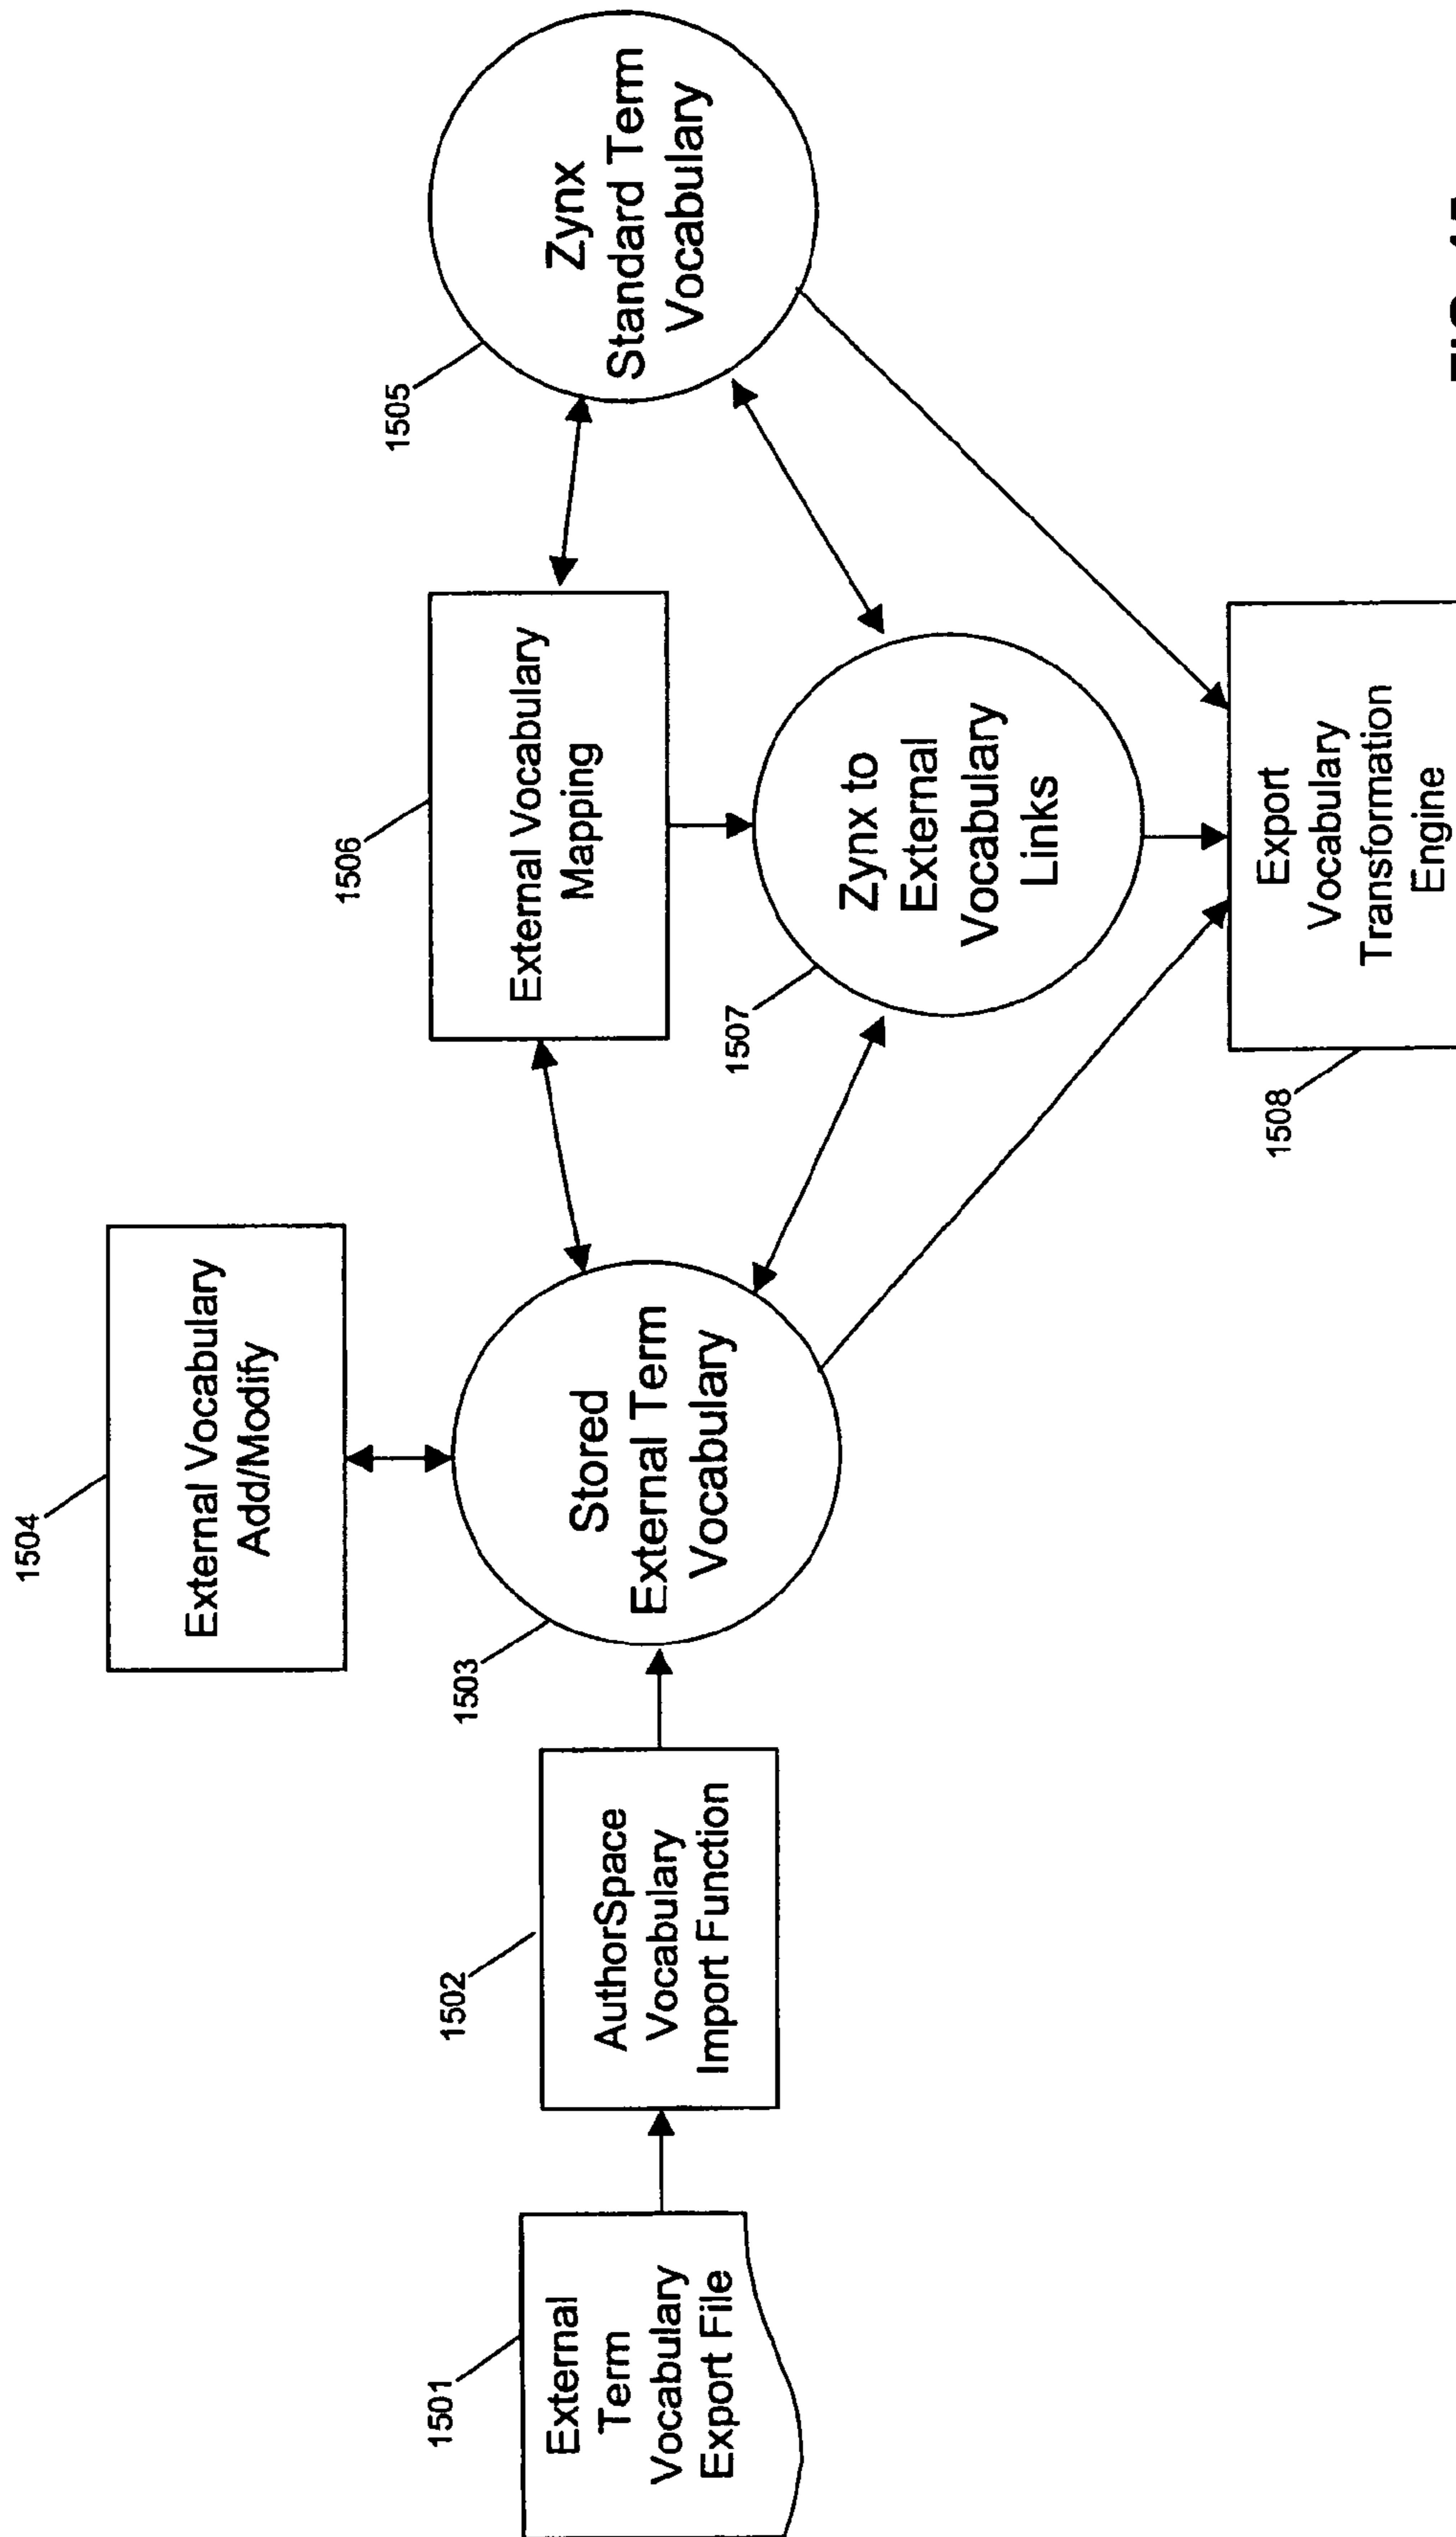 1504
External Vocabulary
Add/Modify
1501
External
Term
Vocabulary
Export File
1502
AuthorSpace
Vocabulary
Import Function
1503
Stored
External Term
Vocabulary
1506
External Vocabulary
Mapping
1505
Zynx
Standard Term
Vocabulary
1507
Zynx to
External
Vocabulary
Links
1508
Export
Vocabulary
Transformation
Engine